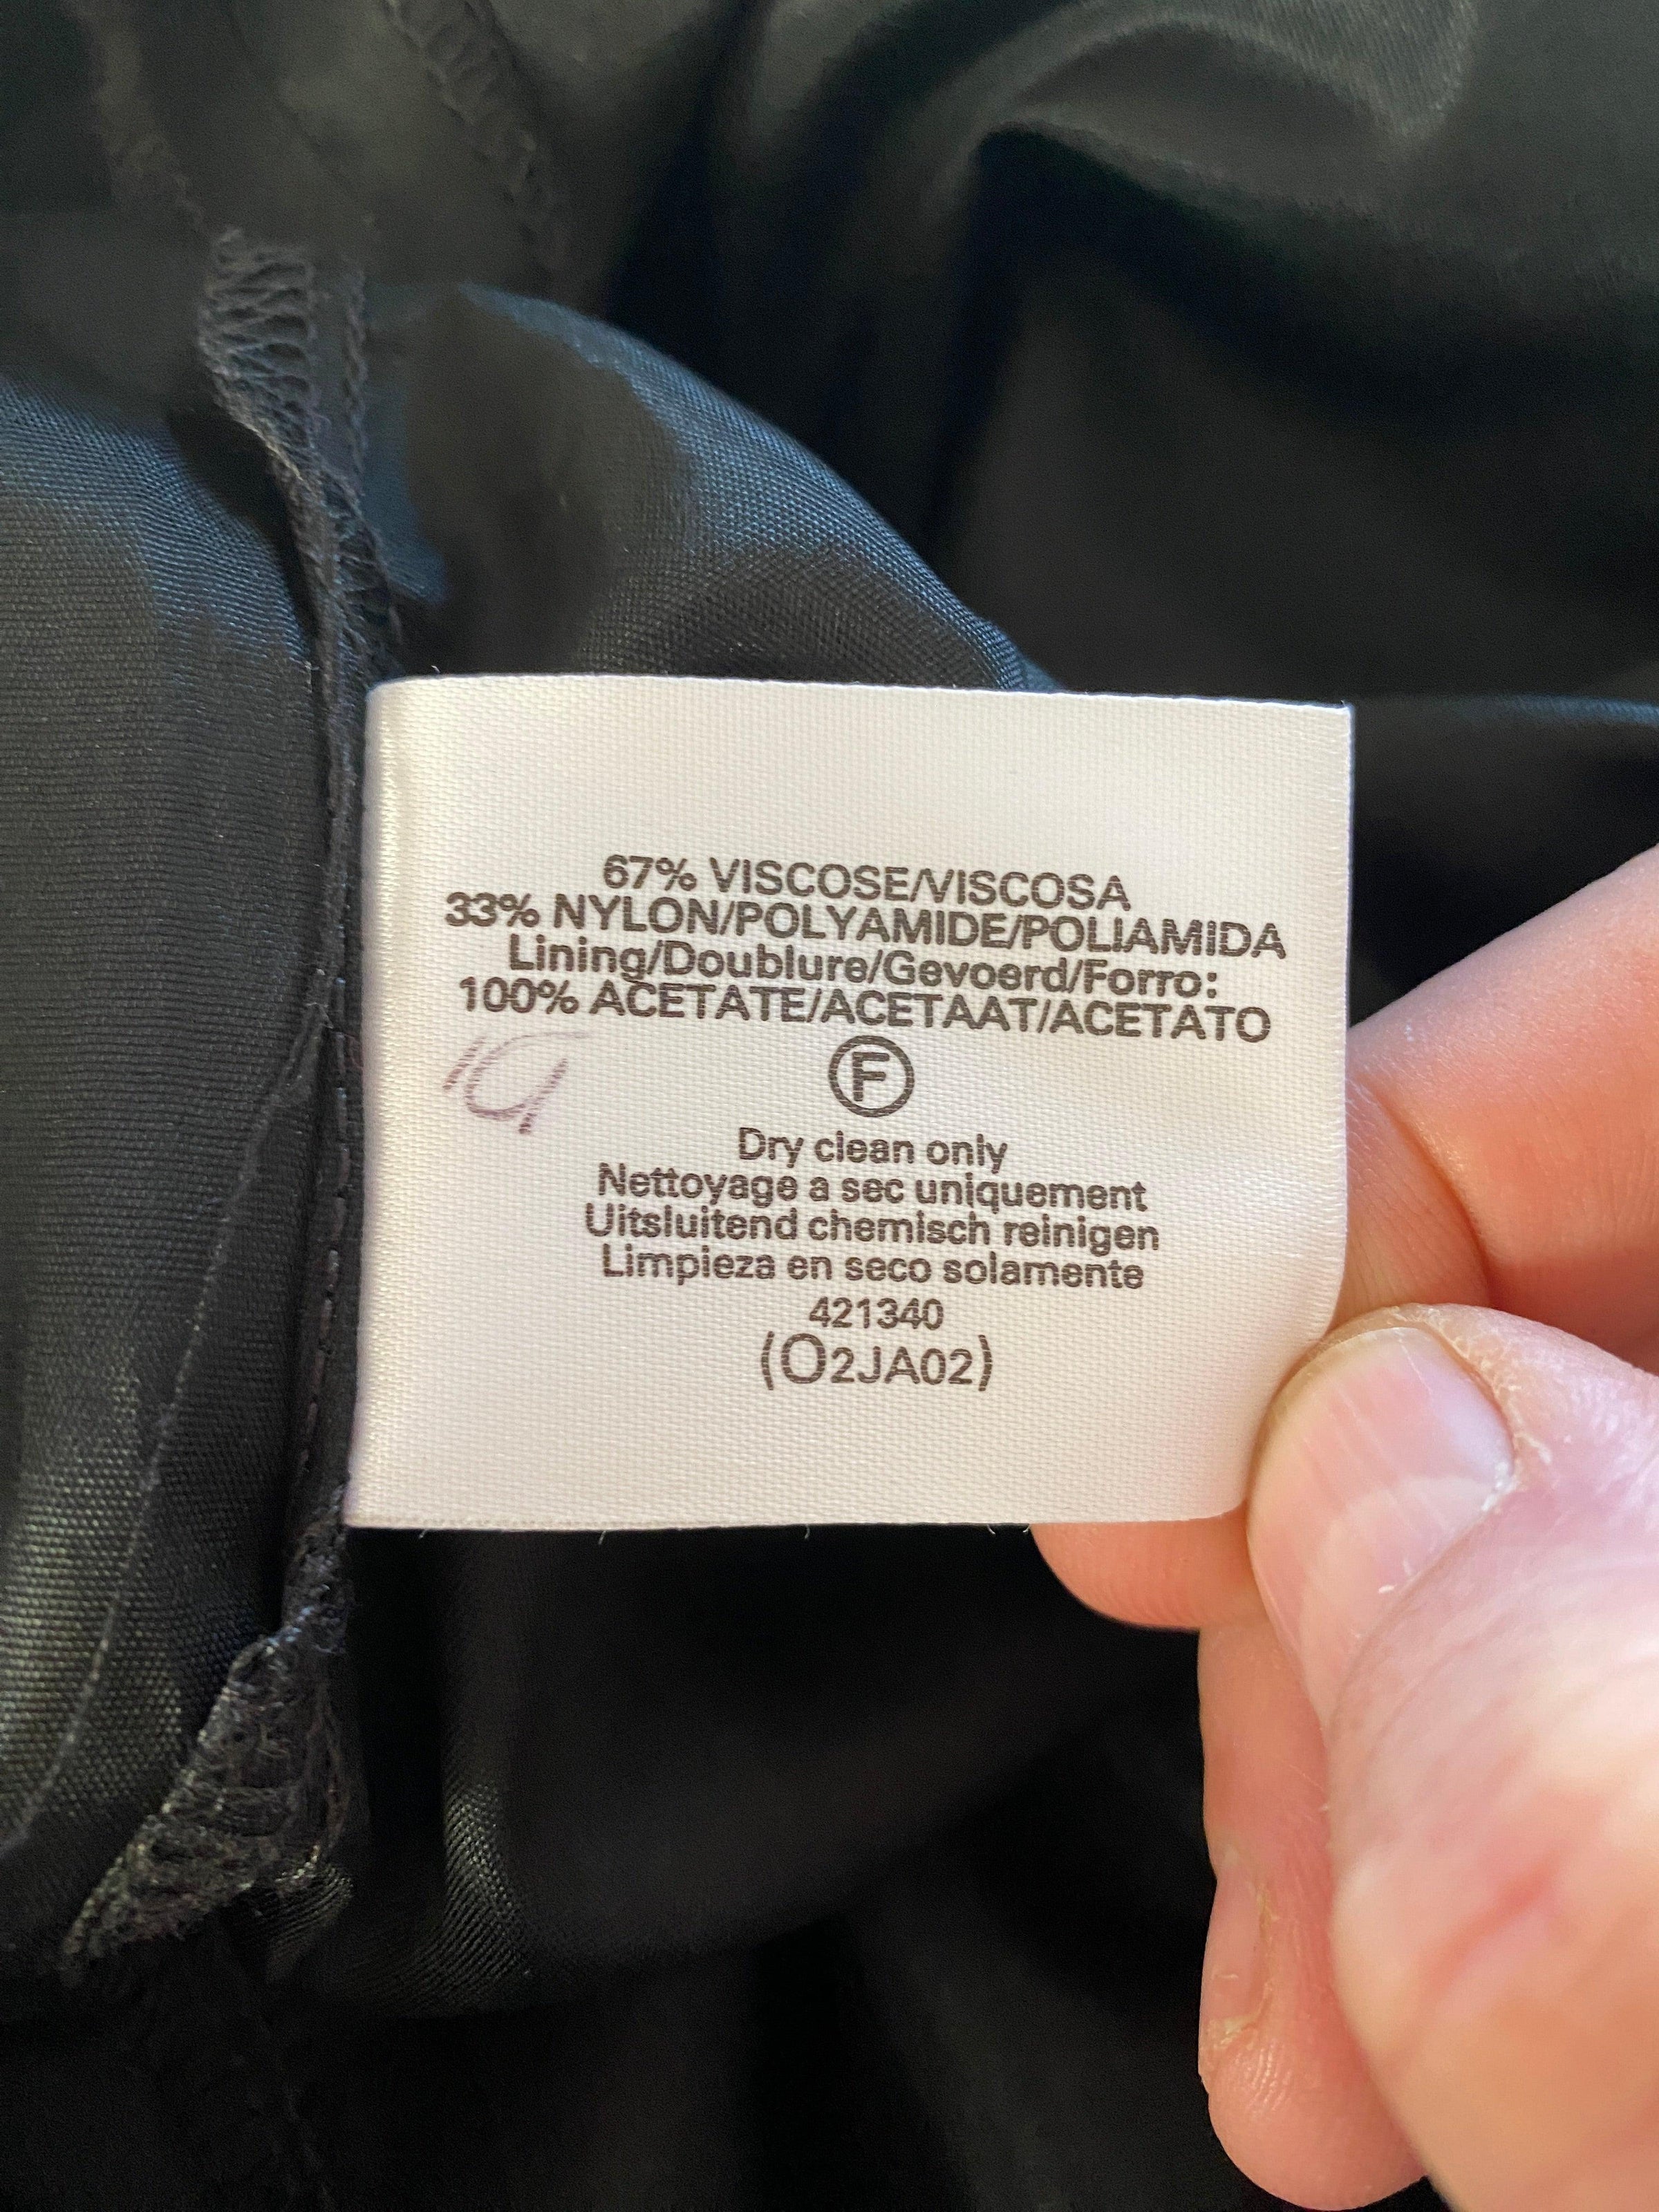 67% VISCOSE/VISCOSA
33% NYLON/POLYAMIDE/POLIAMIDA
Lining/Doublure/Gevoerd/Forro:
100% ACETATE/ACETAAT/ACETATO
F
Dry clean only
Nettoyage a sec uniquement
Uitsluitend chemisch reinigen
Limpieza en seco solamente
421340
(O2JA02)